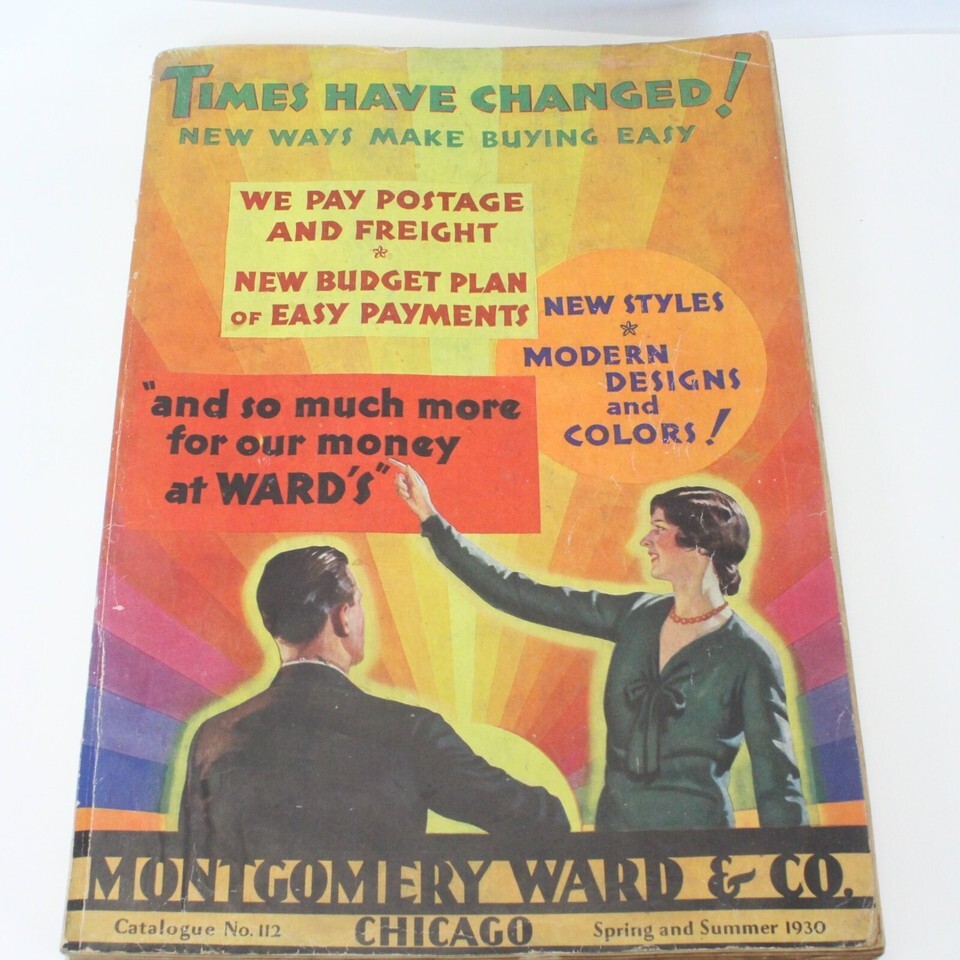 TIMES HAVE CHANGED!
NEW WAYS MAKE BUYING EASY
WE PAY POSTAGE
AND FREIGHT
NEW BUDGET PLAN
OF EASY PAYMENTS
NEW STYLES
MODERN
DESIGNS
and
COLORS!
"and so much more
for our money
at WARD'S"
MONTGOMERY WARD & CO.
Catalogue No. 112 CHICAGO Spring and Summer 1930